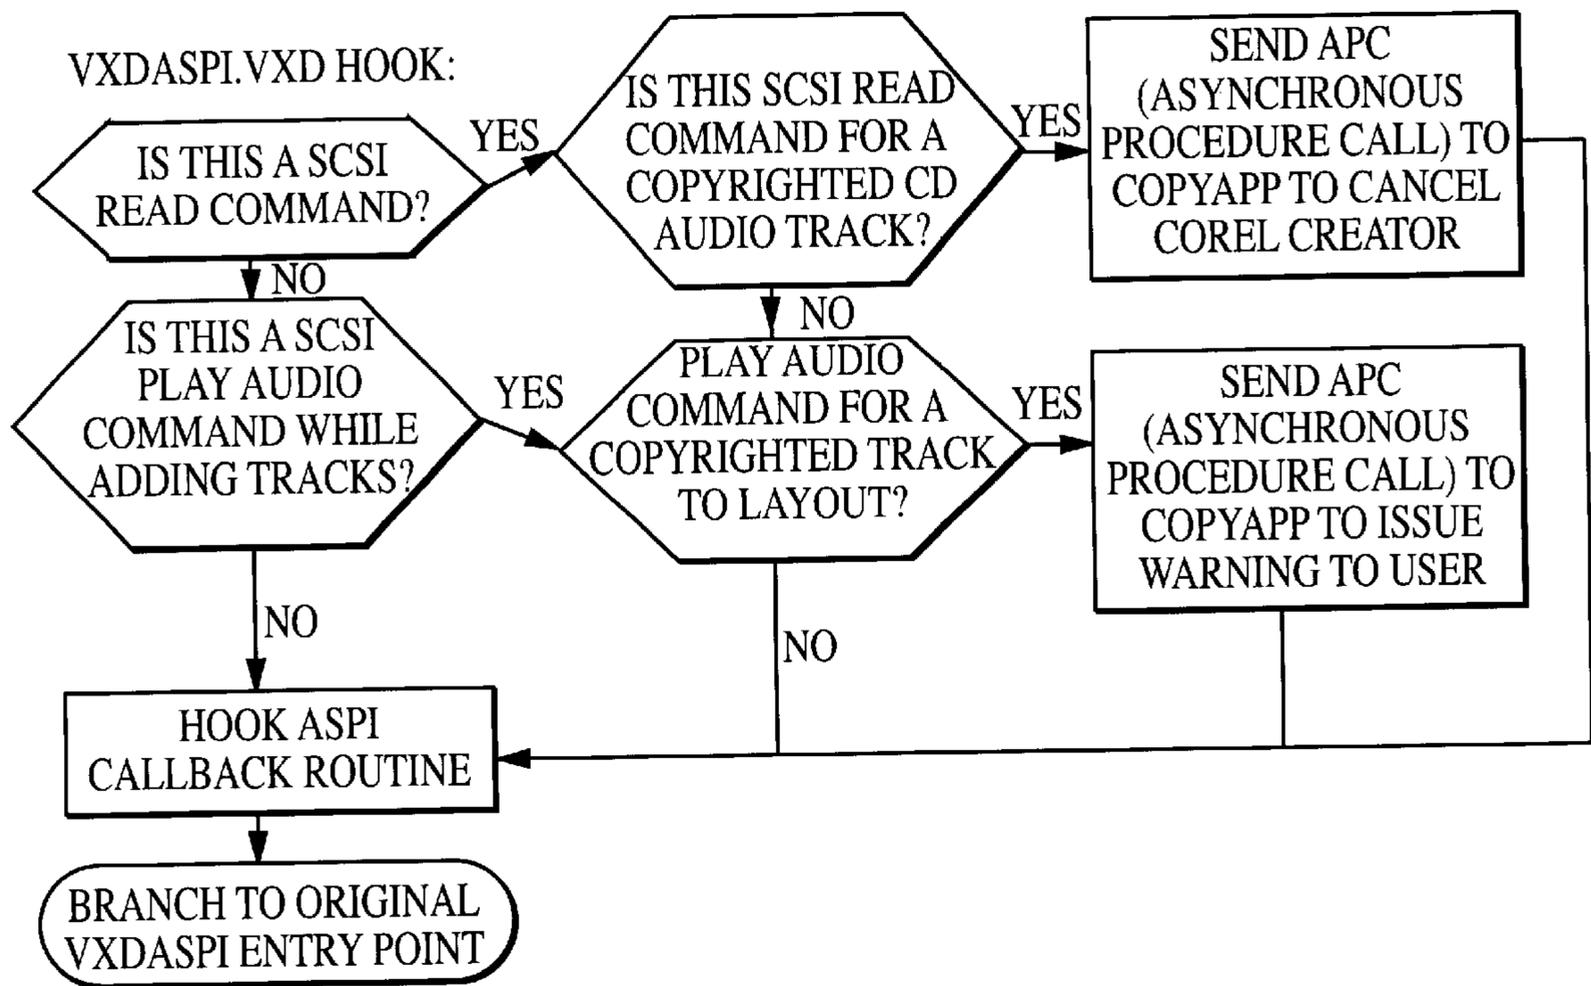 VXDASPI.VXD HOOK:
IS THIS A SCSI
READ COMMAND?
YES
IS THIS SCSI READ
COMMAND FOR A
COPYRIGHTED CD
AUDIO TRACK?
YES
SEND APC
(ASYNCHRONOUS
PROCEDURE CALL) TO
COPYAPP TO CANCEL
COREL CREATOR
NO
NO
IS THIS A SCSI
PLAY AUDIO
COMMAND WHILE
ADDING TRACKS?
YES
PLAY AUDIO
COMMAND FOR A
COPYRIGHTED TRACK
TO LAYOUT?
YES
SEND APC
(ASYNCHRONOUS
PROCEDURE CALL) TO
COPYAPP TO ISSUE
WARNING TO USER
NO
NO
HOOK ASPI
CALLBACK ROUTINE
BRANCH TO ORIGINAL
VXDASPI ENTRY POINT